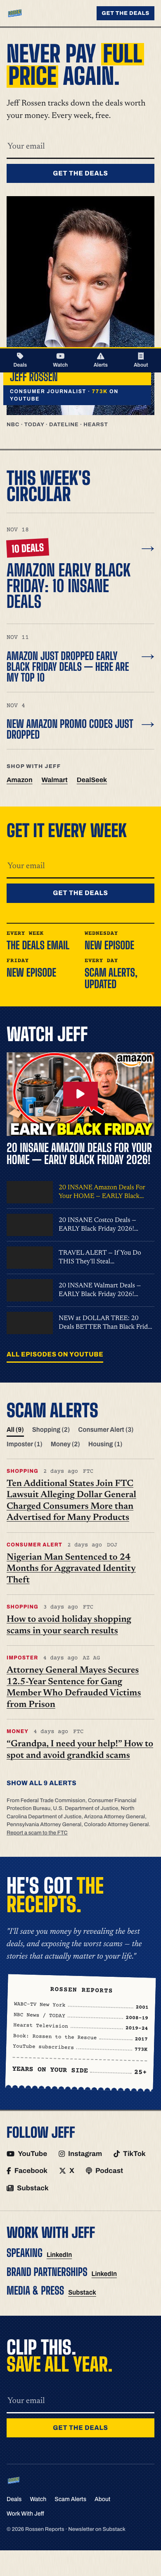 GET THE DEALS
NEVER PAY FULL
PRICE AGAIN.
Jeff Rossen tracks down the deals worth
your money. Every week, free.
Your email
GET THE DEALS
Deals
Watch
Alerts
About
JEFF ROSSEN
CONSUMER JOURNALIST · 773K ON
YOUTUBE
NBC · TODAY · DATELINE · HEARST
THIS WEEK'S
CIRCULAR
NOV 18
10 DEALS
AMAZON EARLY BLACK
FRIDAY: 10 INSANE
DEALS
NOV 11
AMAZON JUST DROPPED EARLY
BLACK FRIDAY DEALS — HERE ARE
MY TOP 10
NOV 4
NEW AMAZON PROMO CODES JUST
DROPPED
SHOP WITH JEFF
Amazon Walmart DealSeek
GET IT EVERY WEEK
Your email
GET THE DEALS
EVERY WEEK
THE DEALS EMAIL
WEDNESDAY
NEW EPISODE
FRIDAY
NEW EPISODE
EVERY DAY
SCAM ALERTS,
UPDATED
WATCH JEFF
amazon
EARLY BLACK FRIDAY
20 INSANE AMAZON DEALS FOR YOUR
HOME — EARLY BLACK FRIDAY 2026!
20 INSANE Amazon Deals For
Your HOME — EARLY Black...
20 INSANE Costco Deals —
EARLY Black Friday 2026!...
TRAVEL ALERT — If You Do
THIS They'll Steal...
20 INSANE Walmart Deals —
EARLY Black Friday 2026!...
NEW at DOLLAR TREE: 20
Deals BETTER Than Black Frid...
ALL EPISODES ON YOUTUBE
SCAM ALERTS
All (9) Shopping (2) Consumer Alert (3)
Imposter (1) Money (2) Housing (1)
SHOPPING 2 days ago FTC
Ten Additional States Join FTC
Lawsuit Alleging Dollar General
Charged Consumers More than
Advertised for Many Products
CONSUMER ALERT 2 days ago DOJ
Nigerian Man Sentenced to 24
Months for Aggravated Identity
Theft
SHOPPING 3 days ago FTC
How to avoid holiday shopping
scams in your search results
IMPOSTER 4 days ago AZ AG
Attorney General Mayes Secures
12.5-Year Sentence for Gang
Member Who Defrauded Victims
from Prison
MONEY 4 days ago FTC
“Grandpa, I need your help!” How to
spot and avoid grandkid scams
SHOW ALL 9 ALERTS
From Federal Trade Commission, Consumer Financial
Protection Bureau, U.S. Department of Justice, North
Carolina Department of Justice, Arizona Attorney General,
Pennsylvania Attorney General, Colorado Attorney General.
Report a scam to the FTC
HE'S GOT THE
RECEIPTS.
"I'll save you money by revealing the best
deals, and exposing the worst scams — the
stories that actually matter to your life."
ROSSEN REPORTS
WABC-TV New York 2001
NBC News / TODAY 2008–19
Hearst Television 2019–24
Book: Rossen to the Rescue 2017
YouTube subscribers 773K
YEARS ON YOUR SIDE 25+
FOLLOW JEFF
YouTube Instagram TikTok
Facebook X Podcast
Substack
WORK WITH JEFF
SPEAKING LinkedIn
BRAND PARTNERSHIPS LinkedIn
MEDIA & PRESS Substack
CLIP THIS.
SAVE ALL YEAR.
Your email
GET THE DEALS
Deals Watch Scam Alerts About
Work With Jeff
© 2026 Rossen Reports · Newsletter on Substack